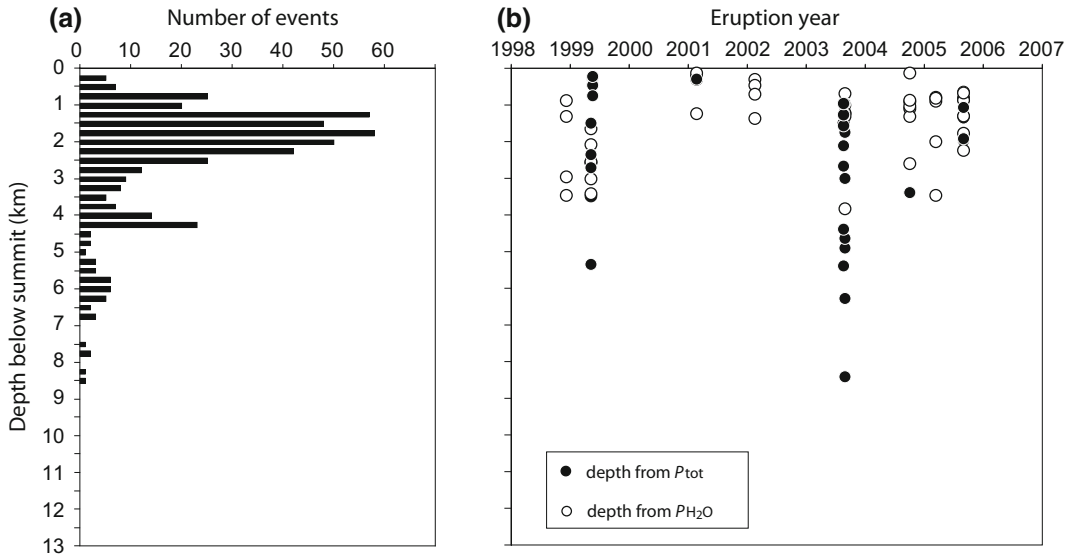 (a)
Number of events
0 10 20 30 40 50 60
0
1
2
3
4
5
6
7
8
9
10
11
12
13
Depth below summit (km)
(b)
Eruption year
1998 1999 2000 2001 2002 2003 2004 2005 2006 2007
depth from Ptot
depth from PH2O